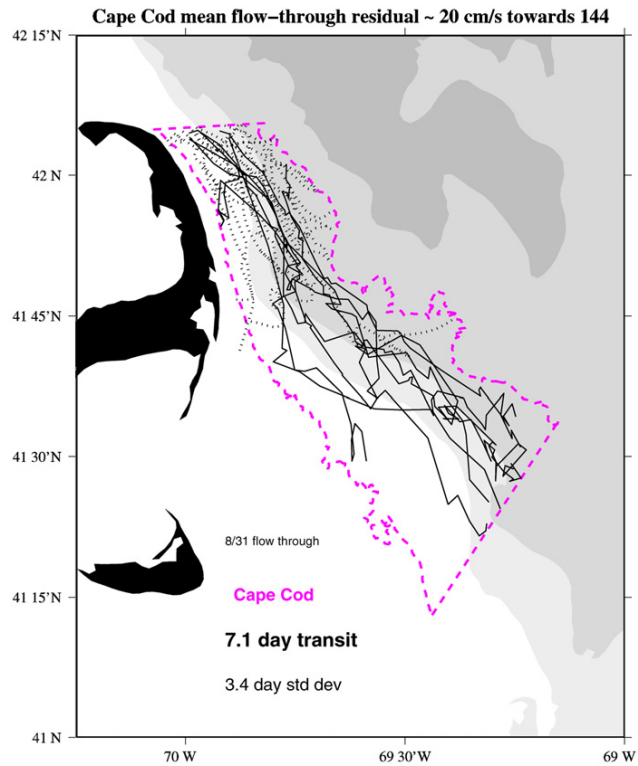 Cape Cod mean flow−through residual ~ 20 cm/s towards 144
42 15'N
42 N
41 45'N
41 30'N
8/31 flow through
41 15'N
Cape Cod
7.1 day transit
3.4 day std dev
41 N
70 W
69 30'W
69 W